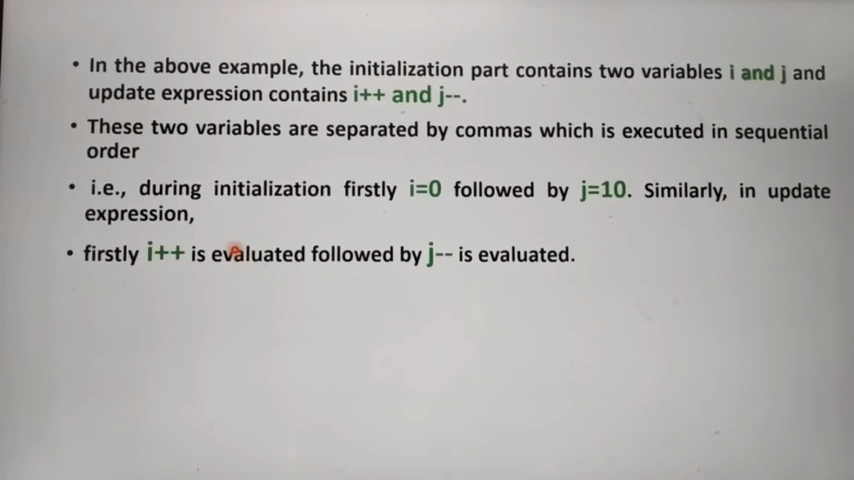 • In the above example, the initialization part contains two variables i and j and
update expression contains i++ and j--.
• These two variables are separated by commas which is executed in sequential
order
• i.e., during initialization firstly i=0 followed by j=10. Similarly, in update
expression,
• firstly i++ is evaluated followed by j-- is evaluated.